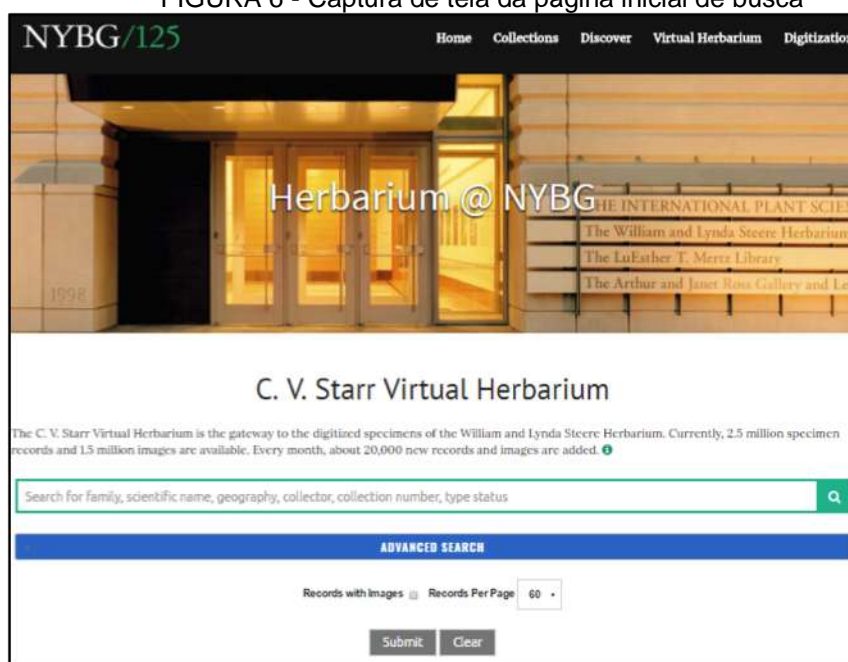 FIGURA 6 - Captura de tela da página inicial de busca
NYBG/125
Home Collections Discover Virtual Herbarium Digitization
Herbarium @ NYBG
THE INTERNATIONAL PLANT SCIE
The William and Lynda Steere Herbarium
The LuEsther T. Mertz Library
The Arthur and Janet Ross Gallery and Le
1998
C. V. Starr Virtual Herbarium
The C. V. Starr Virtual Herbarium is the gateway to the digitized specimens of the William and Lynda Steere Herbarium. Currently, 2.5 million specimen
records and 1.5 million images are available. Every month, about 20,000 new records and images are added.
Search for family, scientific name, geography, collector, collection number, type status
ADVANCED SEARCH
Records with Images Records Per Page 60
Submit Clear